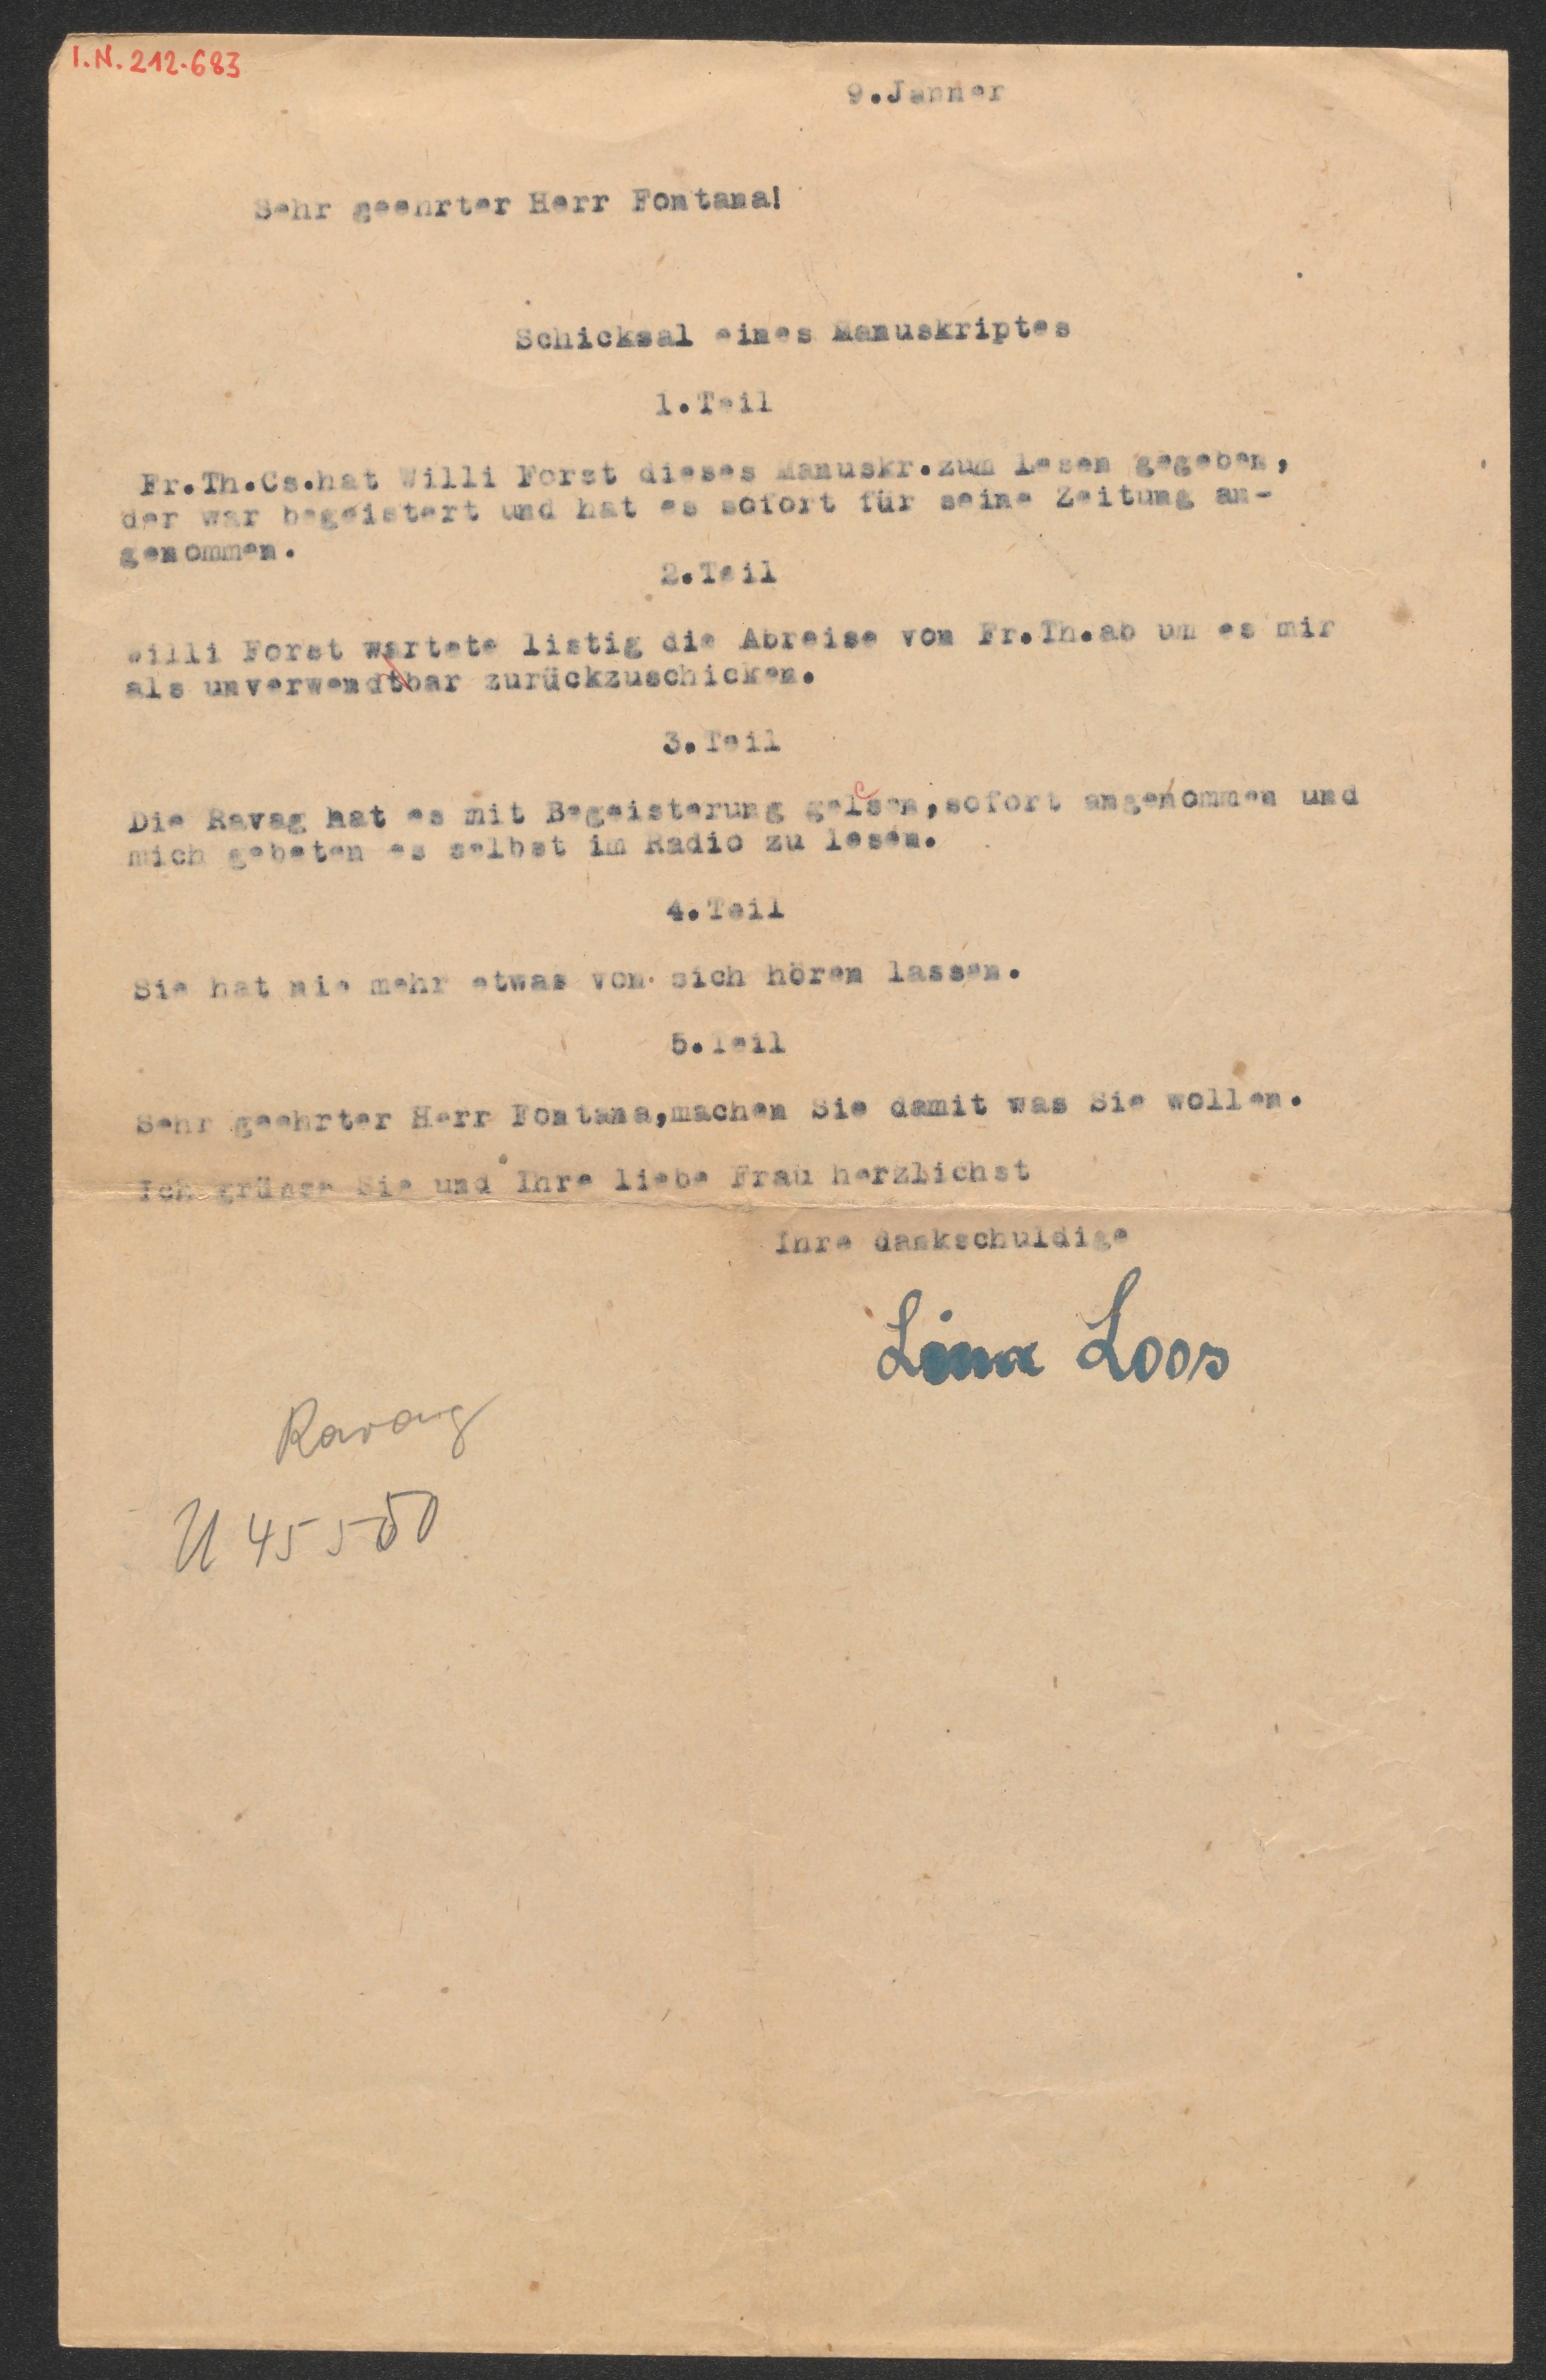 I.N. 212.683
9.Jänner
Sehr geehrter Herr Fontana!
Schicksal eines Manuskriptes
1.Teil
Fr.Th.Cs.hat Willi Forst dieses Manuskr.zum Lesen gegeben,
der war begeistert und hat es sofort für seine Zeitung an-
genommen.
2.Teil
Willi Forst wartete listig die Abreise von Fr.Th.ab um es mir
als unverwendtbar zurückzuschicken.
3.Teil
e
Die Ravag hat es mit Begeisterung gelsen,sofort angenommen und
mich gebeten es selbst im Radio zu lesen.
4.Teil
Sie hat nie mehr etwas von sich hören lassen.
5.Teil
Sehr geehrter Herr Fontana,machen Sie damit was Sie wollen.
Ich grüsse Sie und Ihre liebe Frau herzlichst
Ihre dankschuldige
Lina Loos
Ravag
U 45 5 50